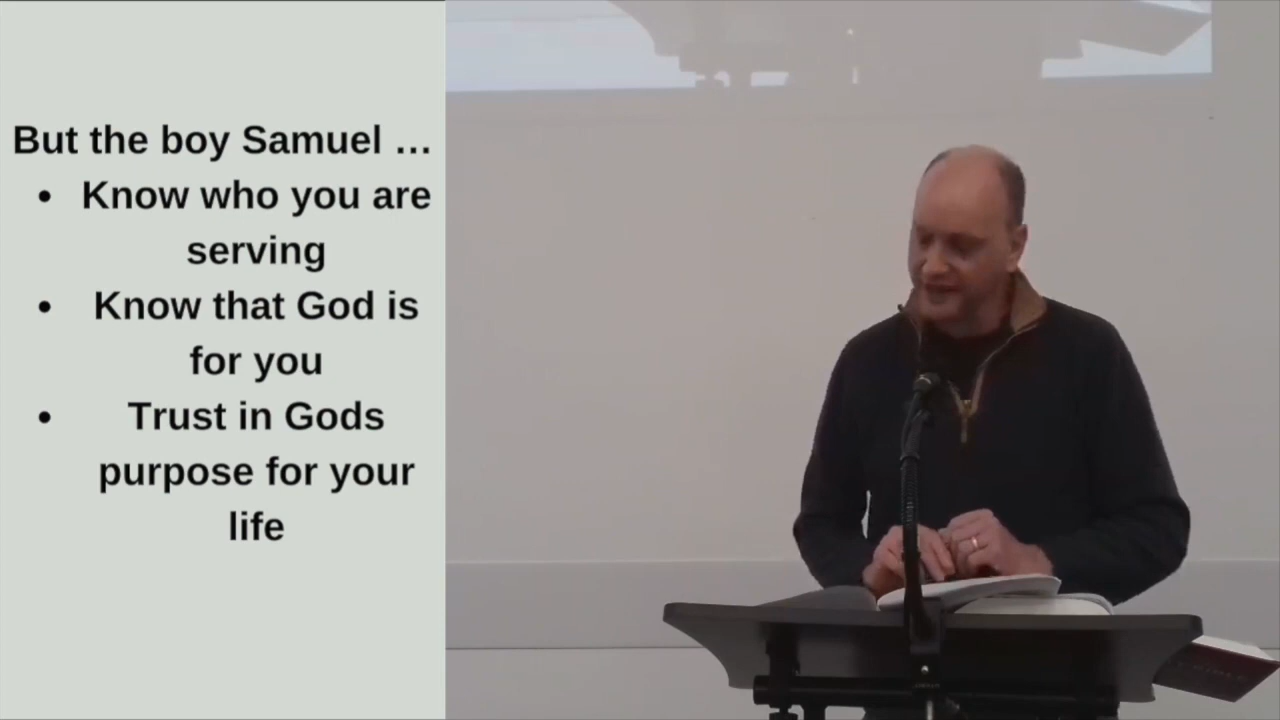 But the boy Samuel …
• Know who you are
serving
• Know that God is
for you
• Trust in Gods
purpose for your
life
BIBLE